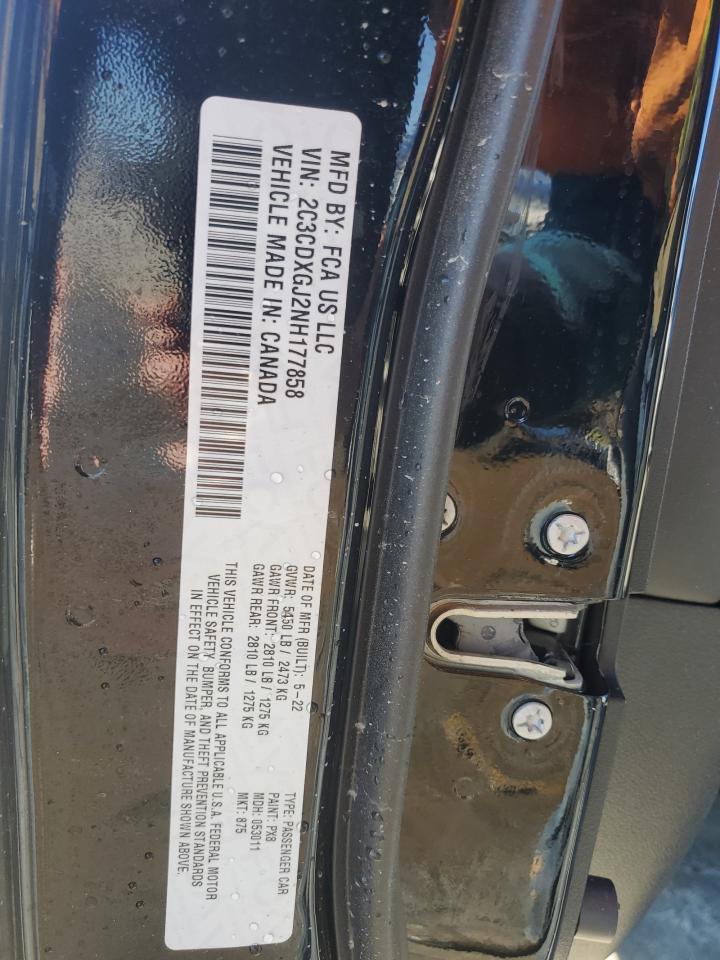 MFD BY: FCA US LLC
VIN: 2C3CDXGJ2NH177858
VEHICLE MADE IN: CANADA
DATE OF MFR (BUILT): 5-22
GVWR: 5450 LB / 2473 KG
GAWR FRONT: 2810 LB / 1275 KG
GAWR REAR: 2810 LB / 1275 KG
TYPE: PASSENGER CAR
PAINT: PX8
MDH: 053011
MKT: 875
THIS VEHICLE CONFORMS TO ALL APPLICABLE U.S.A. FEDERAL MOTOR
VEHICLE SAFETY, BUMPER, AND THEFT PREVENTION STANDARDS
IN EFFECT ON THE DATE OF MANUFACTURE SHOWN ABOVE.